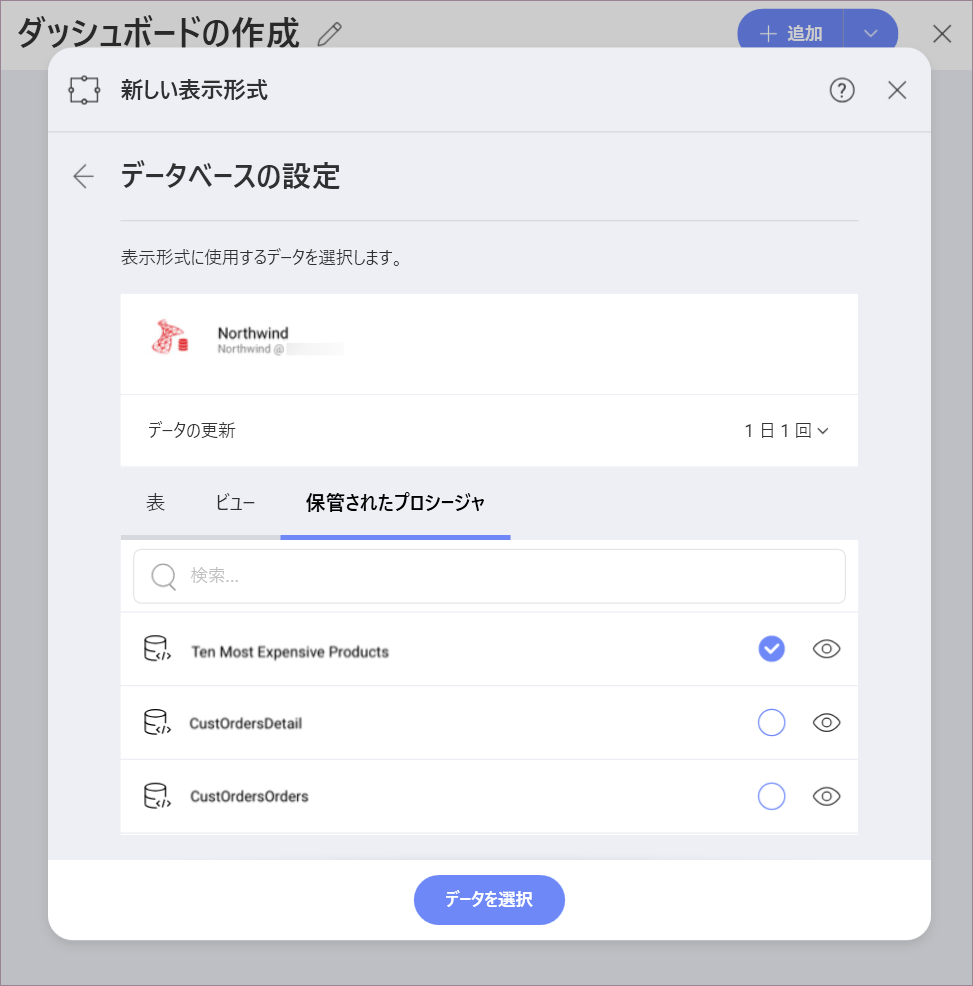 ダッシュボードの作成
追加
新しい表示形式
データベースの設定
表示形式に使用するデータを選択します。
Northwind
Northwind @
データの更新
1 日 1 回
表 ビュー 保管されたプロシージャ
検索...
Ten Most Expensive Products
CustOrdersDetail
CustOrdersOrders
データを選択